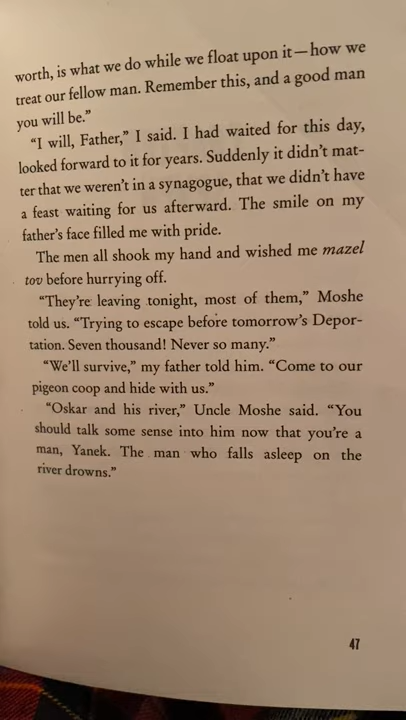 worth, is what we do while we float upon it—how we
treat our fellow man. Remember this, and a good man
you will be.”
“I will, Father,” I said. I had waited for this day,
looked forward to it for years. Suddenly it didn’t mat-
ter that we weren’t in a synagogue, that we didn’t have
a feast waiting for us afterward. The smile on my
father’s face filled me with pride.
The men all shook my hand and wished me mazel
tov before hurrying off.
“They’re leaving tonight, most of them,” Moshe
told us. “Trying to escape before tomorrow’s Depor-
tation. Seven thousand! Never so many.”
“We’ll survive,” my father told him. “Come to our
pigeon coop and hide with us.”
“Oskar and his river,” Uncle Moshe said. “You
should talk some sense into him now that you’re a
man, Yanek. The man who falls asleep on the
river drowns.”
47